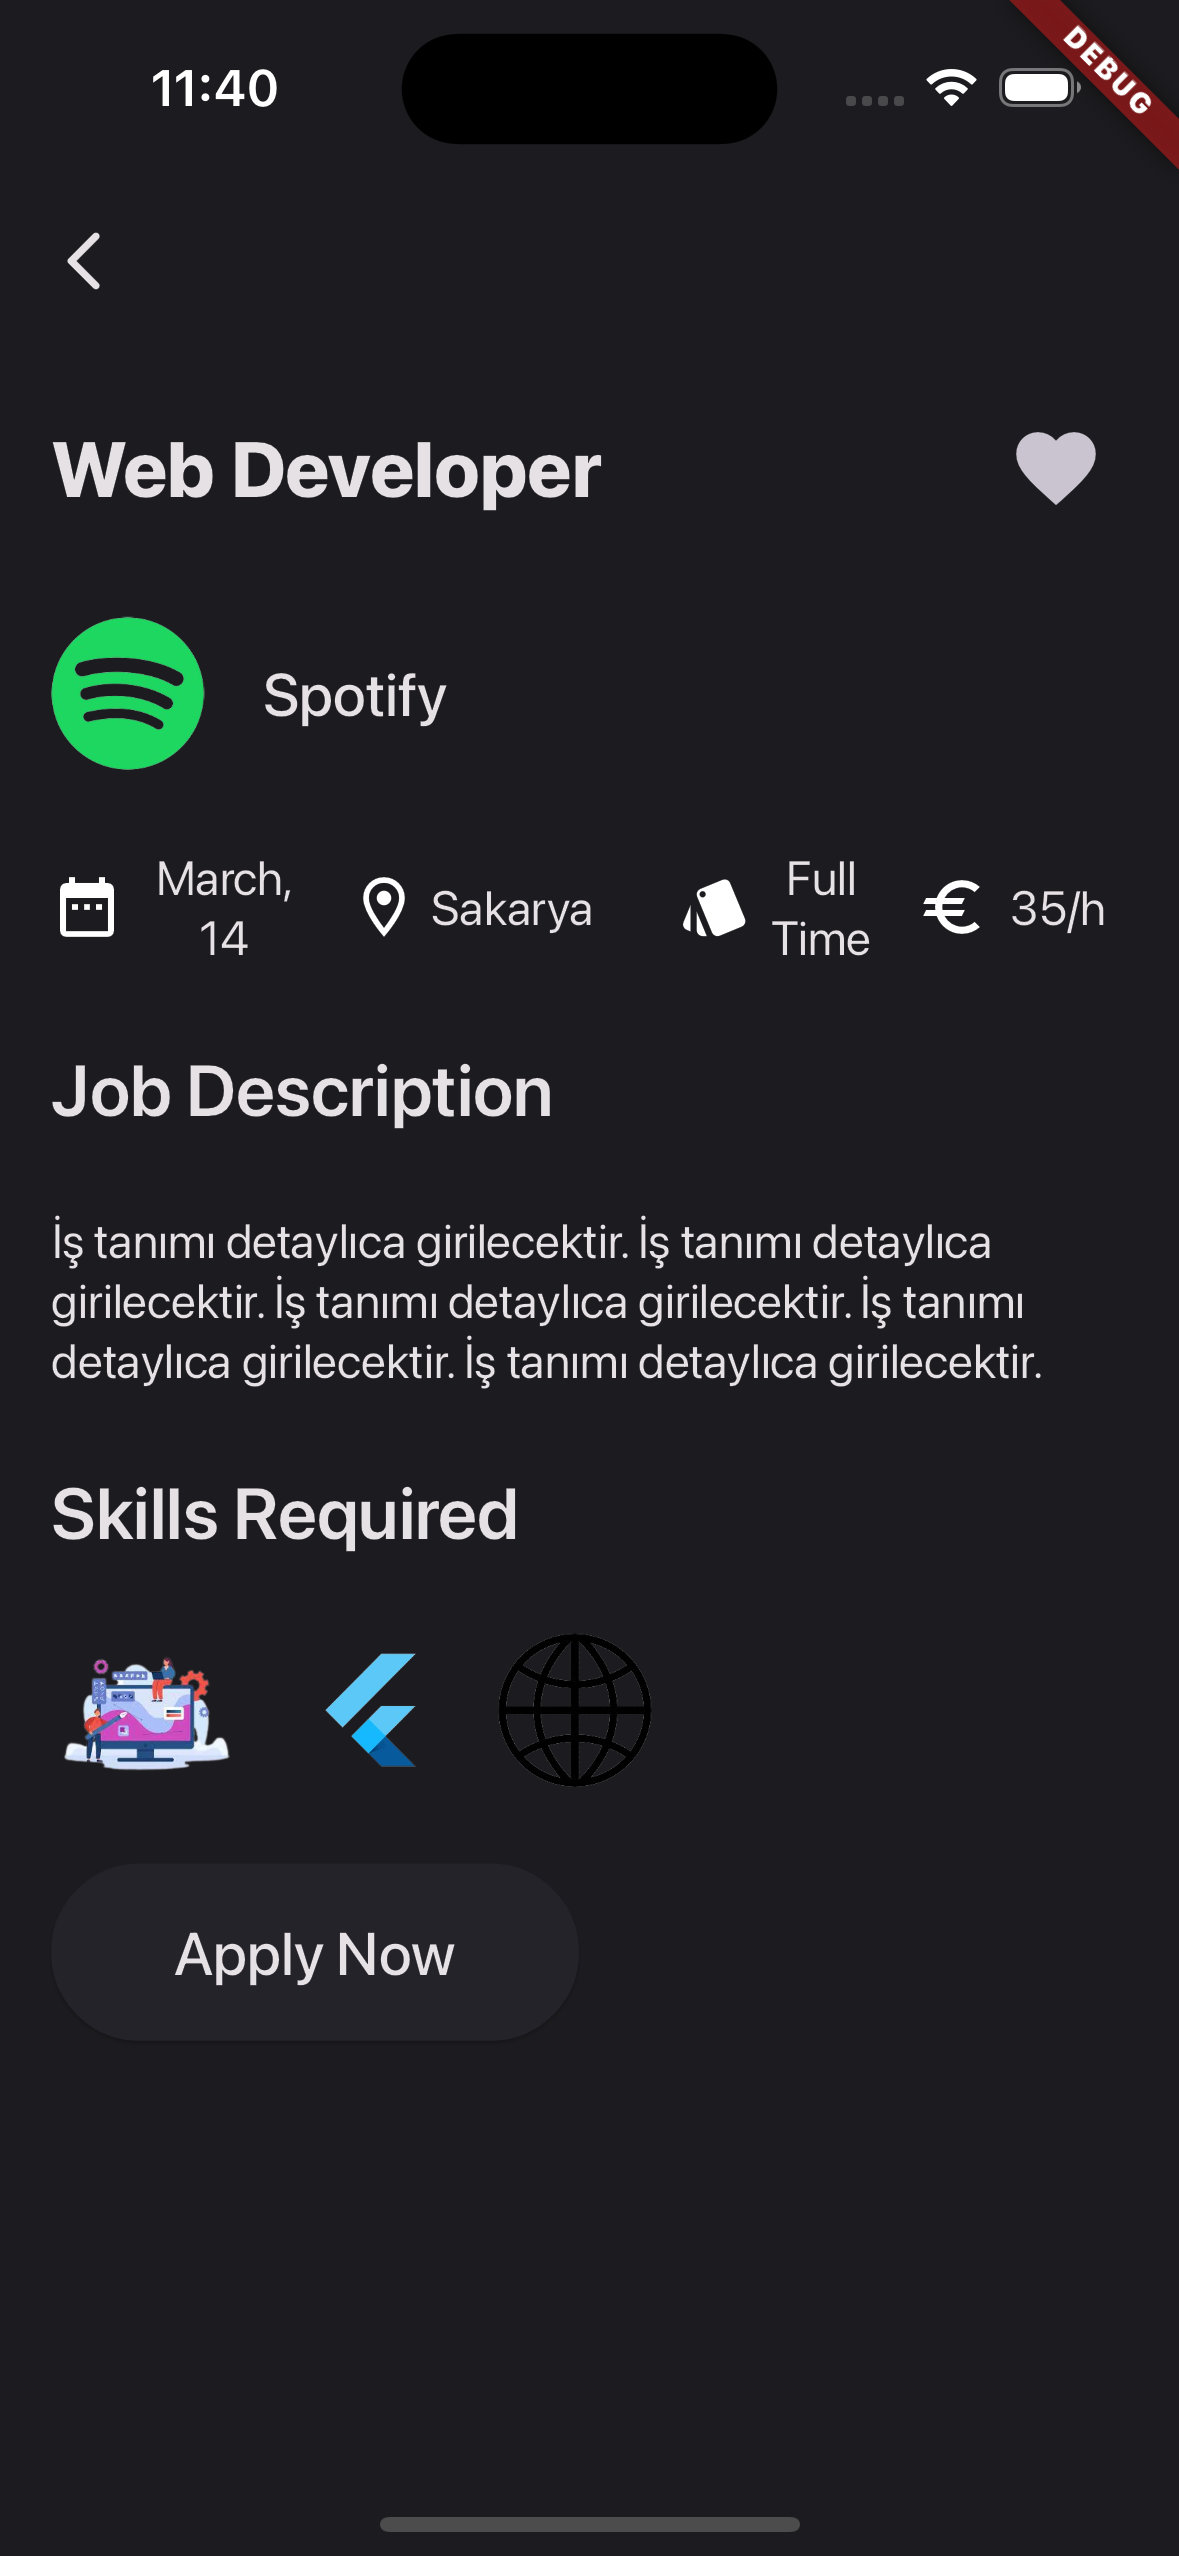 11:40
DEBUG
Web Developer
Spotify
March,
14
Sakarya
Full
Time
35/h
Job Description
İş tanımı detaylıca girilecektir. İş tanımı detaylıca
girilecektir. İş tanımı detaylıca girilecektir. İş tanımı
detaylıca girilecektir. İş tanımı detaylıca girilecektir.
Skills Required
Apply Now